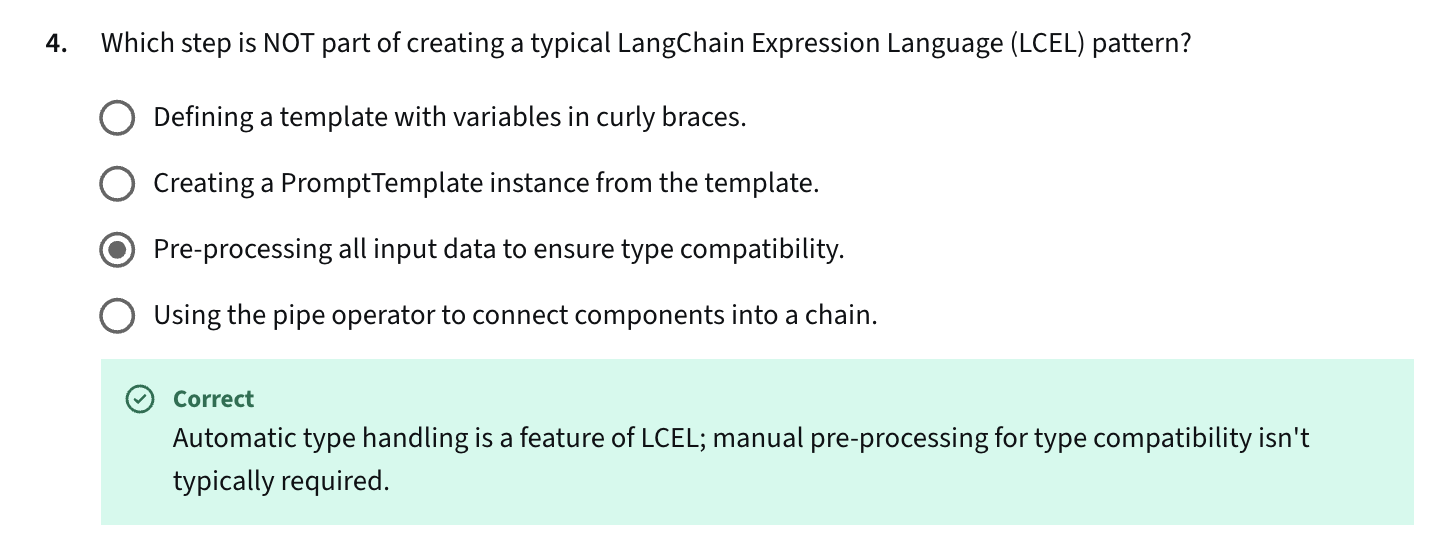 4. Which step is NOT part of creating a typical LangChain Expression Language (LCEL) pattern?
Defining a template with variables in curly braces.
Creating a PromptTemplate instance from the template.
Pre-processing all input data to ensure type compatibility.
Using the pipe operator to connect components into a chain.
Correct
Automatic type handling is a feature of LCEL; manual pre-processing for type compatibility isn't
typically required.